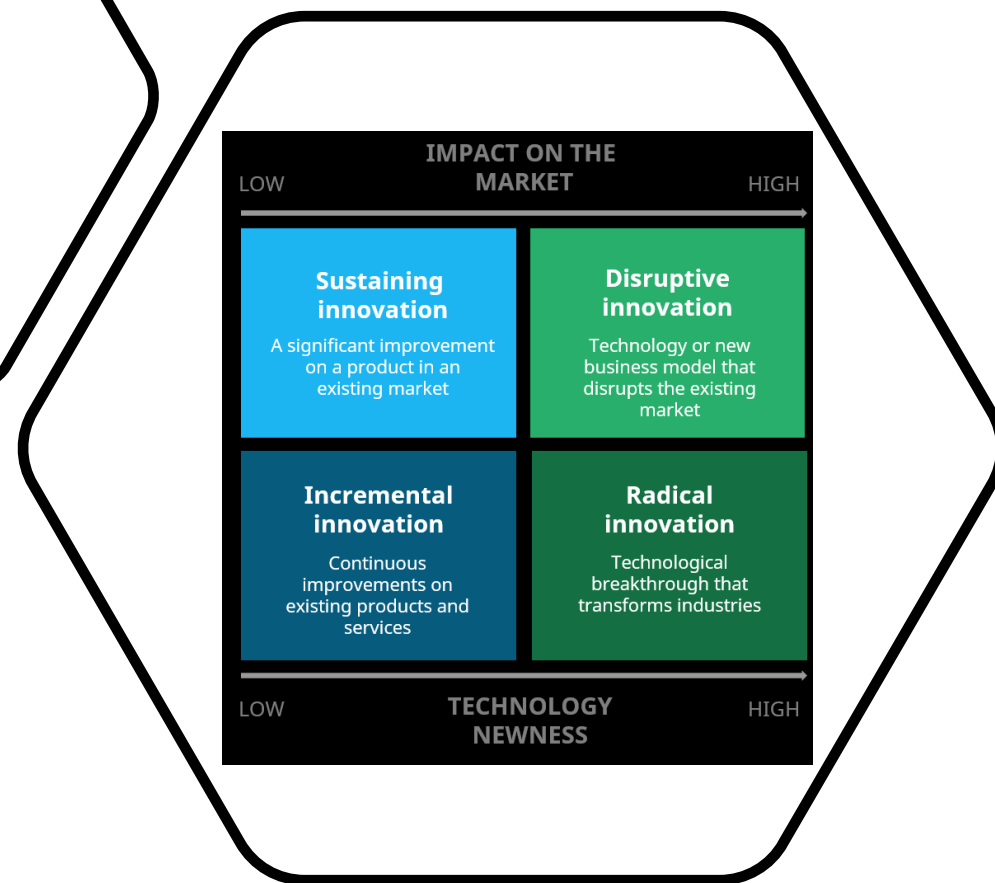 IMPACT ON THE
MARKET
LOW
HIGH
Sustaining
innovation
A significant improvement
on a product in an
existing market
Disruptive
innovation
Technology or new
business model that
disrupts the existing
market
Incremental
innovation
Continuous
improvements on
existing products and
services
Radical
innovation
Technological
breakthrough that
transforms industries
LOW
TECHNOLOGY
NEWNESS
HIGH